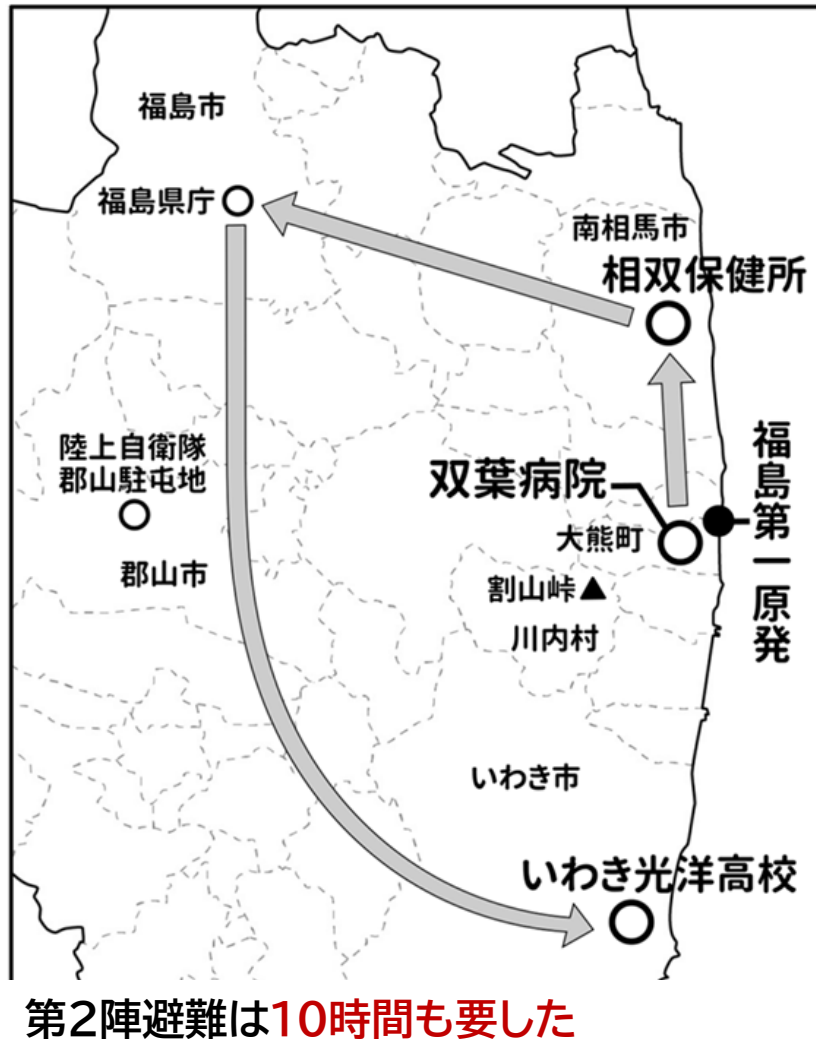 福島市
福島県庁
南相馬市
相双保健所
陸上自衛隊
郡山駐屯地
双葉病院
福島第一原発
大熊町
郡山市
割山峠
川内村
いわき市
いわき光洋高校
第2陣避難は10時間も要した